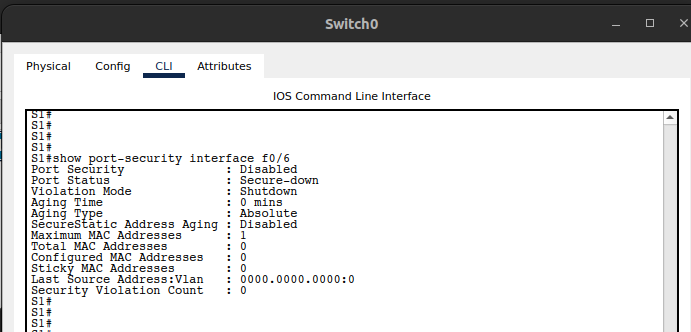 Switch0
Physical Config CLI Attributes
IOS Command Line Interface
S1#
S1#
S1#
S1#
S1#show port-security interface f0/6
Port Security : Disabled
Port Status : Secure-down
Violation Mode : Shutdown
Aging Time : 0 mins
Aging Type : Absolute
SecureStatic Address Aging : Disabled
Maximum MAC Addresses : 1
Total MAC Addresses : 0
Configured MAC Addresses : 0
Sticky MAC Addresses : 0
Last Source Address:Vlan : 0000.0000.0000:0
Security Violation Count : 0
S1#
S1#
S1#